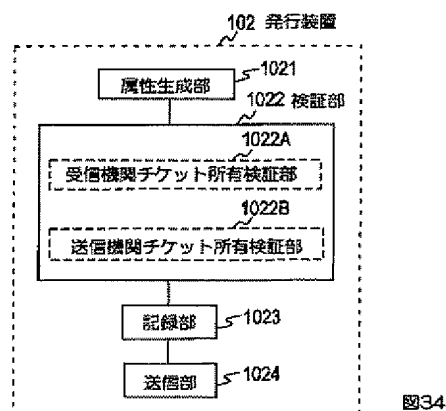 102 発行装置
属性生成部
1021
1022 検証部
1022A
受信機関チケット所有検証部
1022B
送信機関チケット所有検証部
記録部
1023
送信部
1024
図34